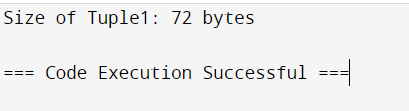 Size of Tuple1: 72 bytes
=== Code Execution Successful ===